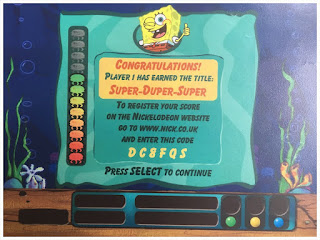 CONGRATULATIONS!
PLAYER 1 HAS EARNED THE TITLE:
SUPER-DUPER-SUPER
TO REGISTER YOUR SCORE
ON THE NICKELODEON WEBSITE
GO TO WWW.NICK.CO.UK
AND ENTER THIS CODE
DC8FQS
PRESS SELECT TO CONTINUE